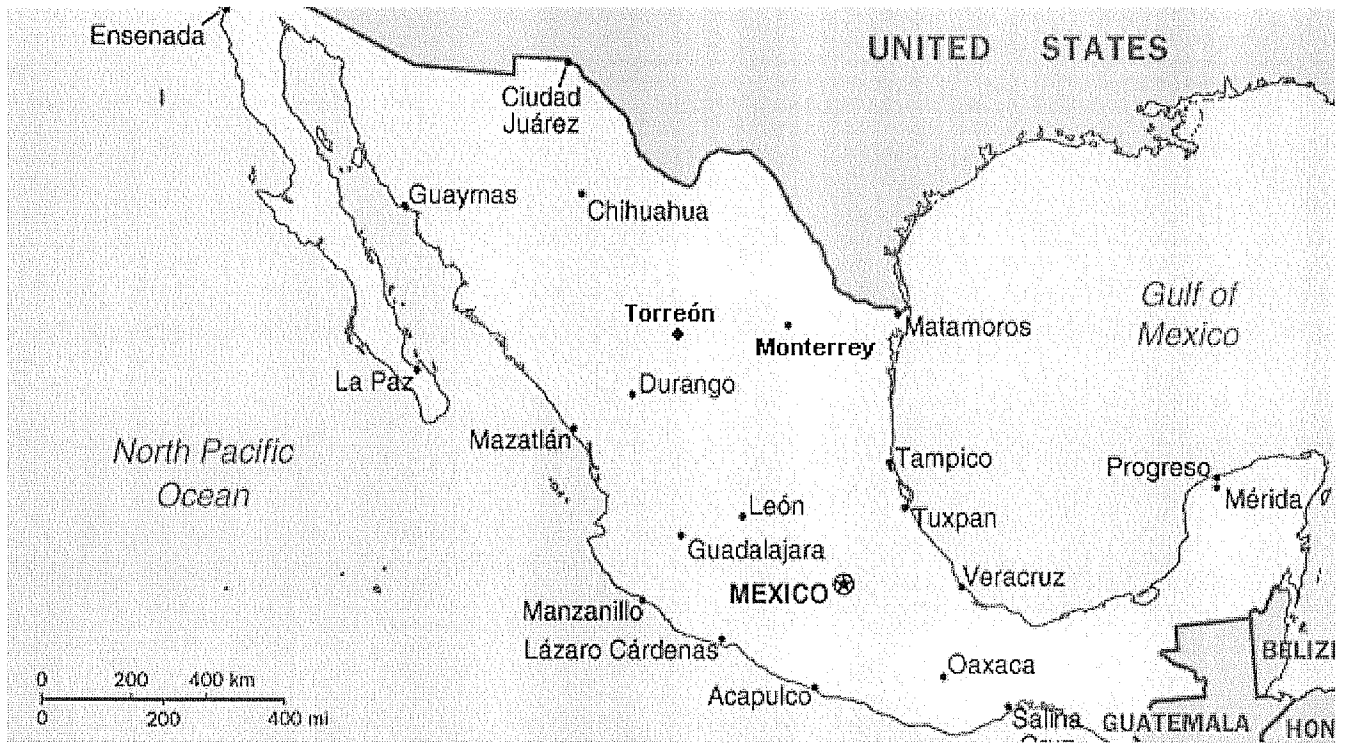 Ensenada
UNITED STATES
Ciudad
Juárez
Guaymas
Chihuahua
Gulf of
Mexico
Torreón
Matamoros
Monterrey
La Paz
Durango
North Pacific
Ocean
Mazatlán
Tampico
Progreso
Mérida
León
Tuxpan
Guadalajara
MEXICO
Veracruz
Manzanillo
Lázaro Cárdenas
BELIZ
Oaxaca
0 200 400 km
Acapulco
0 200 400 mi
Salina
GUATEMALA
HON